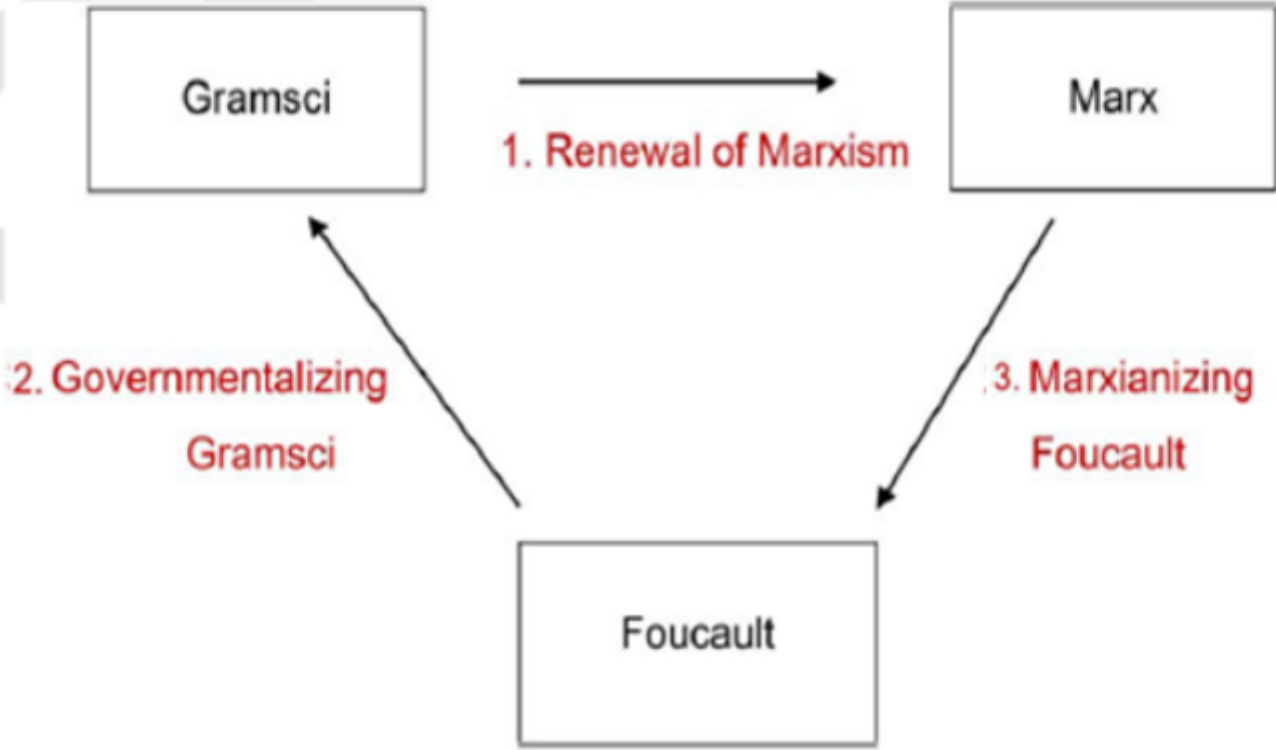 Gramsci
Marx
1. Renewal of Marxism
2. Governmentalizing
Gramsci
3. Marxianizing
Foucault
Foucault